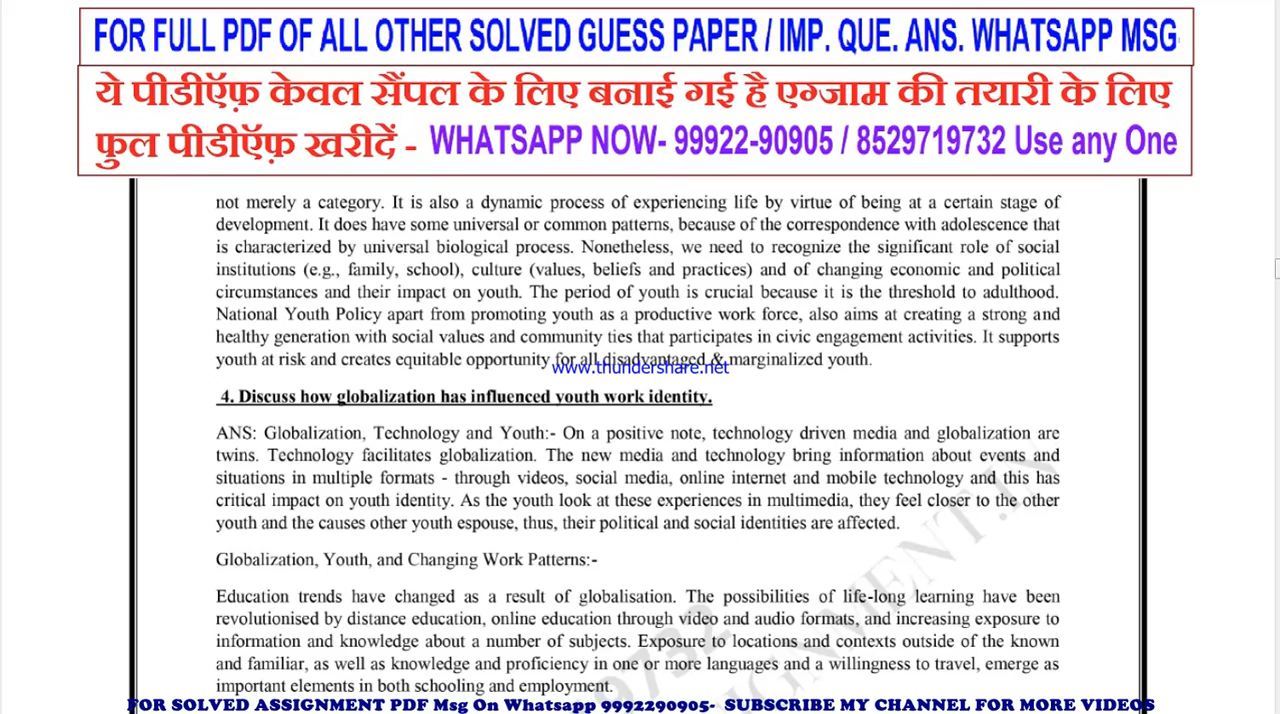 FOR FULL PDF OF ALL OTHER SOLVED GUESS PAPER / IMP. QUE. ANS. WHATSAPP MSG
ये पीडीऍफ़ केवल सैंपल के लिए बनाई गई है एग्जाम की तयारी के लिए
फुल पीडीऍफ़ खरीदें - WHATSAPP NOW- 99922-90905 / 8529719732 Use any One
not merely a category. It is also a dynamic process of experiencing life by virtue of being at a certain stage of
development. It does have some universal or common patterns, because of the correspondence with adolescence that
is characterized by universal biological process. Nonetheless, we need to recognize the significant role of social
institutions (e.g., family, school), culture (values, beliefs and practices) and of changing economic and political
circumstances and their impact on youth. The period of youth is crucial because it is the threshold to adulthood.
National Youth Policy apart from promoting youth as a productive work force, also aims at creating a strong and
healthy generation with social values and community ties that participates in civic engagement activities. It supports
youth at risk and creates equitable opportunity for all disadvantaged & marginalized youth.
www.thundershare.net
4. Discuss how globalization has influenced youth work identity.
ANS: Globalization, Technology and Youth:- On a positive note, technology driven media and globalization are
twins. Technology facilitates globalization. The new media and technology bring information about events and
situations in multiple formats - through videos, social media, online internet and mobile technology and this has
critical impact on youth identity. As the youth look at these experiences in multimedia, they feel closer to the other
youth and the causes other youth espouse, thus, their political and social identities are affected.
Globalization, Youth, and Changing Work Patterns:-
Education trends have changed as a result of globalisation. The possibilities of life-long learning have been
revolutionised by distance education, online education through video and audio formats, and increasing exposure to
information and knowledge about a number of subjects. Exposure to locations and contexts outside of the known
and familiar, as well as knowledge and proficiency in one or more languages and a willingness to travel, emerge as
important elements in both schooling and employment.
9732
IGNMENT.IN
FOR SOLVED ASSIGNMENT PDF Msg On Whatsapp 9992290905- SUBSCRIBE MY CHANNEL FOR MORE VIDEOS